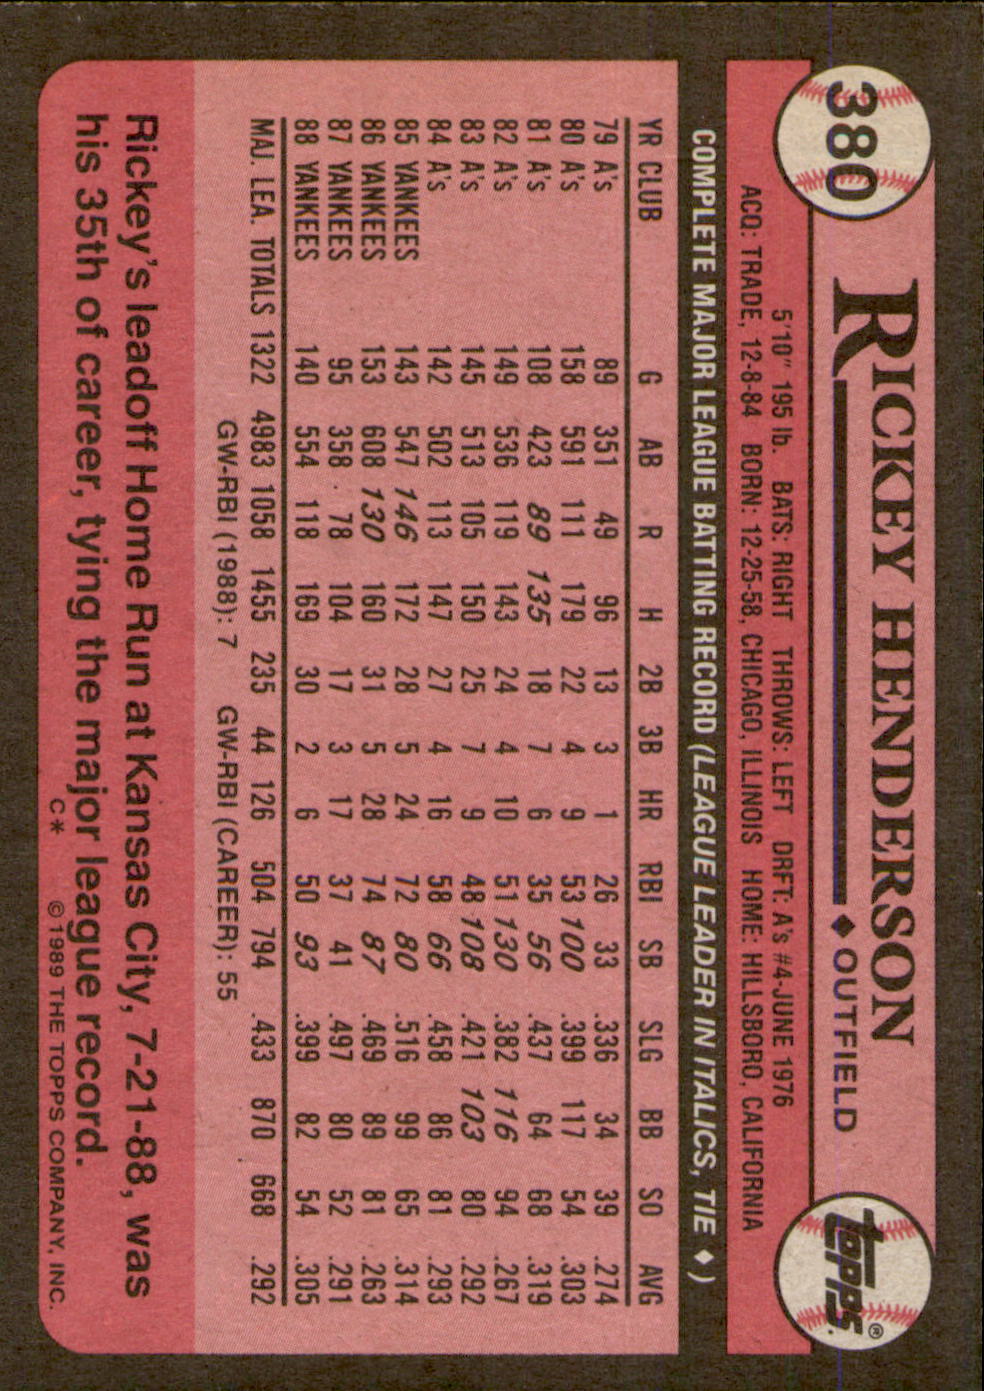 380
RICKEY HENDERSON
◆OUTFIELD
TOPPS®
5'10" 195 lb. BATS: RIGHT THROWS: LEFT DRFT: A's #4-JUNE 1976
ACQ: TRADE, 12-8-84 BORN: 12-25-58, CHICAGO, ILLINOIS HOME: HILLSBORO, CALIFORNIA
COMPLETE MAJOR LEAGUE BATTING RECORD (LEAGUE LEADER IN ITALICS, TIE ◆)
YR CLUB G AB R H 2B 3B HR RBI SB SLG BB SO AVG
79 A's 89 351 49 96 13 3 1 26 33 .336 34 39 .274
80 A's 158 591 111 179 22 4 9 53 100 .399 117 54 .303
81 A's 108 423 89 135 18 7 6 35 56 .437 64 68 .319
82 A's 149 536 119 143 24 4 10 51 130 .382 116 94 .267
83 A's 145 513 105 150 25 7 9 48 108 .421 103 80 .292
84 A's 142 502 113 147 27 4 16 58 66 .458 86 81 .293
85 YANKEES 143 547 146 172 28 5 24 72 80 .516 99 65 .314
86 YANKEES 153 608 130 160 31 5 28 74 87 .469 89 81 .263
87 YANKEES 95 358 78 104 17 3 17 37 41 .497 80 52 .291
88 YANKEES 140 554 118 169 30 2 6 50 93 .399 82 54 .305
MAJ. LEA. TOTALS 1322 4983 1058 1455 235 44 126 504 794 .433 870 668 .292
GW-RBI (1988): 7 GW-RBI (CAREER): 55
Rickey's leadoff Home Run at Kansas City, 7-21-88, was
his 35th of career, tying the major league record.
C* ©1989 THE TOPPS COMPANY, INC.